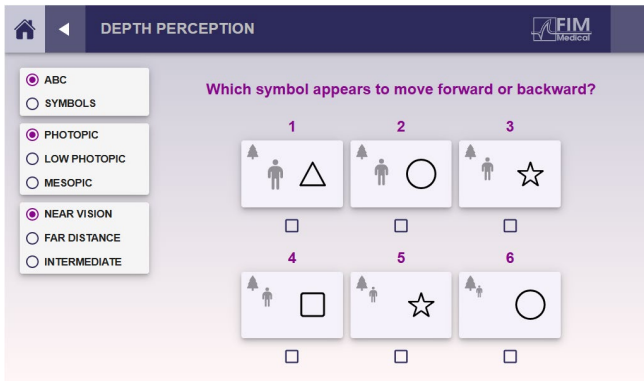 DEPTH PERCEPTION
FIM
Medical
ABC
SYMBOLS
PHOTOPIC
LOW PHOTOPIC
MESOPIC
NEAR VISION
FAR DISTANCE
INTERMEDIATE
Which symbol appears to move forward or backward?
1 2 3
4 5 6